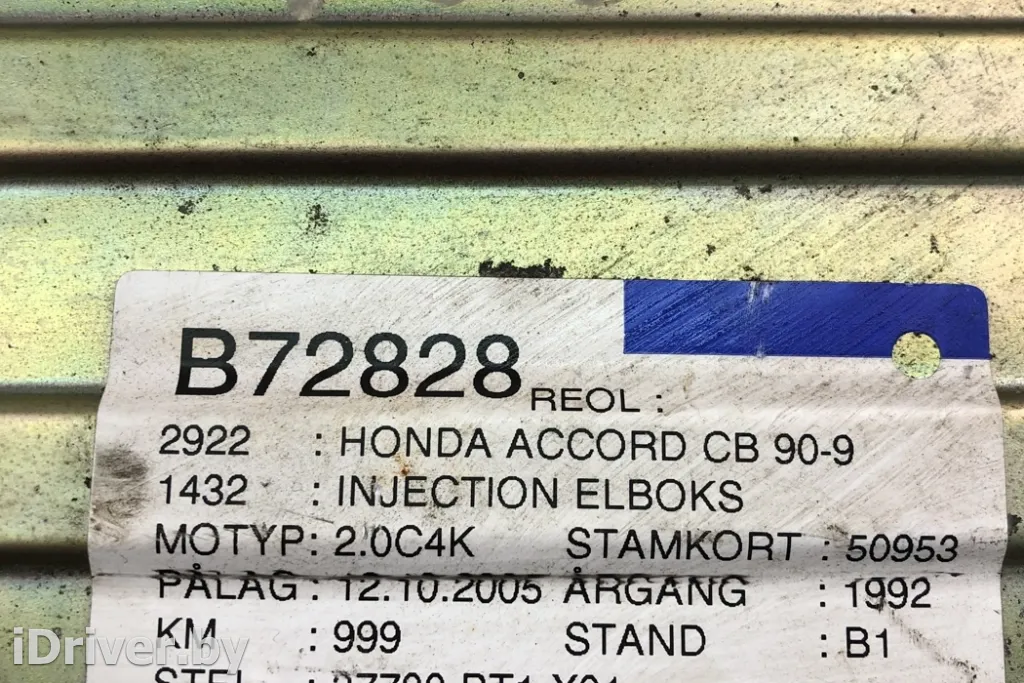 B72828 REOL :
2922 : HONDA ACCORD CB 90-9
1432 : INJECTION ELBOKS
MOTYP : 2.0C4K STAMKORT : 50953
PÅLAG : 12.10.2005 ÅRGANG : 1992
KM : 999 STAND : B1
iDriver.by